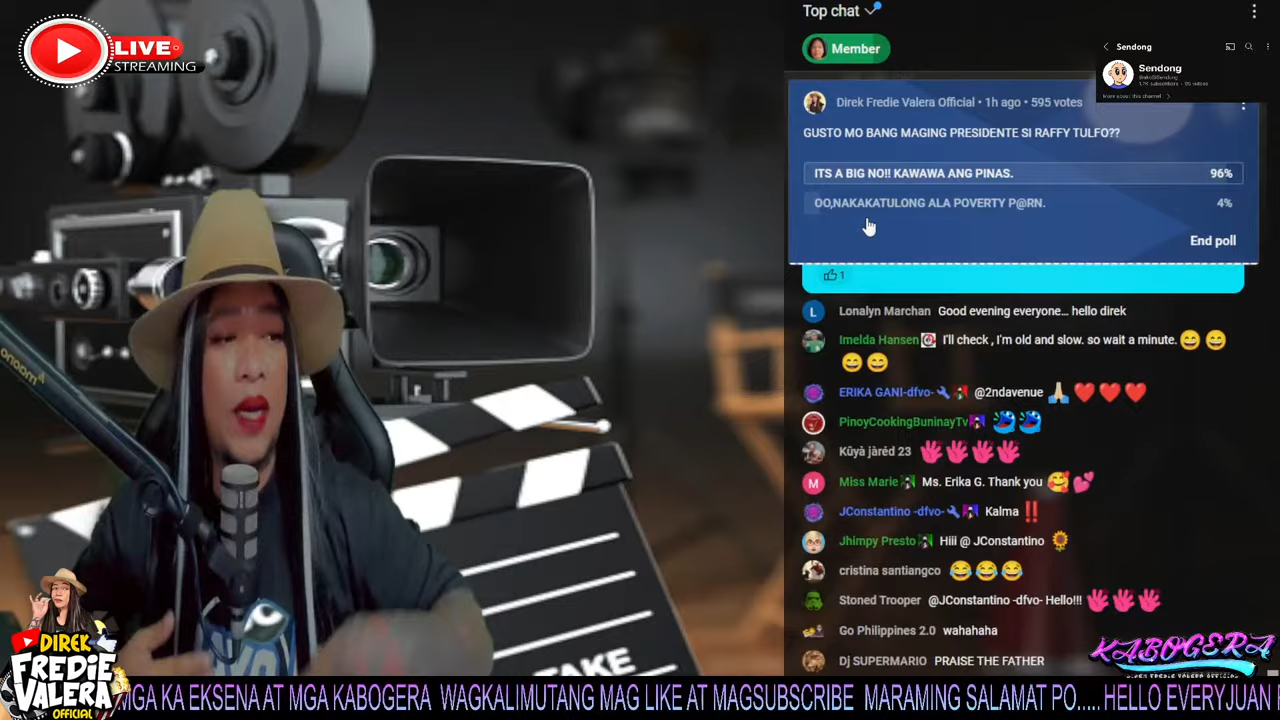 LIVE
STREAMING
Top chat
Member
Sendong
Sendong
Direk Fredie Valera Official • 1h ago • 595 votes
GUSTO MO BANG MAGING PRESIDENTE SI RAFFY TULFO??
ITS A BIG NO!! KAWAWA ANG PINAS. 96%
OO,NAKAKATULONG ALA POVERTY P@RN. 4%
End poll
1
L Lonalyn Marchan Good evening everyone... hello direk
Imelda Hansen I'll check , I'm old and slow. so wait a minute. 😄 😄
😄 😄
ERIKA GANI-dfvo- @2ndavenue 🙏🏻 ❤️ ❤️ ❤️
PinoyCookingBuninayTv
Kûyà jàrëd 23
M Miss Marie Ms. Erika G. Thank you 🥰 💕
JConstantino -dfvo- Kalma ‼️
Jhimpy Presto Hiii @ JConstantino 🌻
cristina santiangco 😂 😂 😂
Stoned Trooper @JConstantino -dfvo- Hello!!!
Go Philippines 2.0 wahahaha
Dj SUPERMARIO PRAISE THE FATHER
Amaono
TAKE
DIREK
FREDIE
VALERA
OFFICIAL
KABOGERA
DIREK FREDIE VALERA OFFICIAL
MGA KA EKSENA AT MGA KABOGERA WAGKALIMUTANG MAG LIKE AT MAGSUBSCRIBE MARAMING SALAMAT PO..... HELLO EVERYJUAN